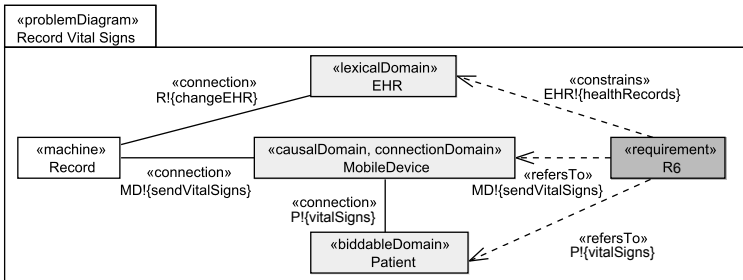 «problemDiagram»
Record Vital Signs
«lexicalDomain»
EHR
«connection»
R!{changeEHR}
«constrains»
EHR!{healthRecords}
«machine»
Record
«causalDomain, connectionDomain»
MobileDevice
«requirement»
R6
«connection»
MD!{sendVitalSigns}
«refersTo»
MD!{sendVitalSigns}
«connection»
P!{vitalSigns}
«biddableDomain»
Patient
«refersTo»
P!{vitalSigns}